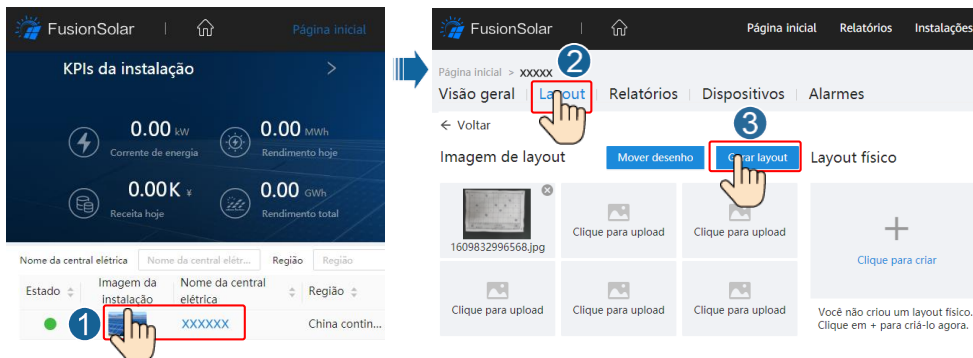 FusionSolar
Página inicial
KPIs da instalação
0.00 kW
Corrente de energia
0.00 MWh
Rendimento hoje
0.00K ¥
Receita hoje
0.00 GWh
Rendimento total
Nome da central elétrica
Nome da central elétr...
Região
Região
Estado
Imagem da instalação
Nome da central elétrica
Região
1
XXXXXX
China contin...
FusionSolar
Página inicial
Relatórios
Instalações
Página inicial > xxxxx
2
Visão geral
Layout
Relatórios
Dispositivos
Alarmes
← Voltar
3
Imagem de layout
Mover desenho
Gerar layout
Layout físico
1609832996568.jpg
Clique para upload
Clique para upload
Clique para criar
Clique para upload
Clique para upload
Clique para upload
Você não criou um layout físico.
Clique em + para criá-lo agora.